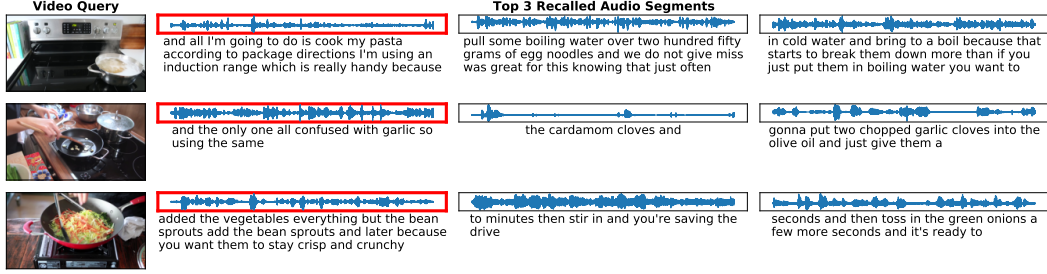 Video Query
Top 3 Recalled Audio Segments
and all I'm going to do is cook my pasta
according to package directions I'm using an
induction range which is really handy because
pull some boiling water over two hundred fifty
grams of egg noodles and we do not give miss
was great for this knowing that just often
in cold water and bring to a boil because that
starts to break them down more than if you
just put them in boiling water you want to
and the only one all confused with garlic so
using the same
the cardamom cloves and
gonna put two chopped garlic cloves into the
olive oil and just give them a
added the vegetables everything but the bean
sprouts add the bean sprouts and later because
you want them to stay crisp and crunchy
to minutes then stir in and you're saving the
drive
seconds and then toss in the green onions a
few more seconds and it's ready to